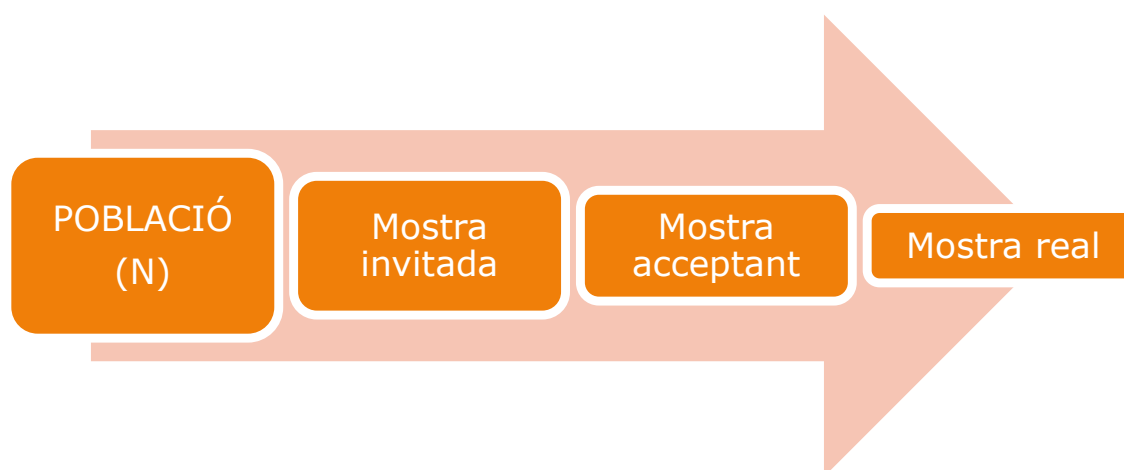 POBLACIÓ
(N)
Mostra
invitada
Mostra
acceptant
Mostra real